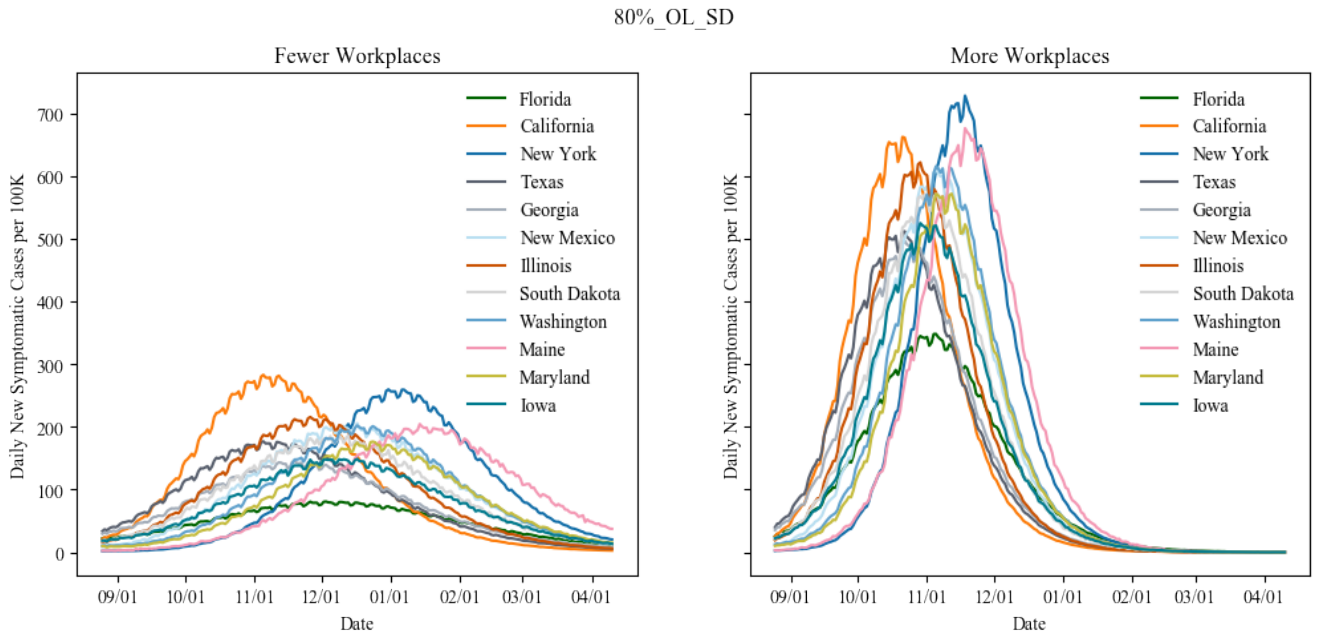 80%_OL_SD
Fewer Workplaces
Daily New Symptomatic Cases per 100K
700
600
500
400
300
200
100
0
Florida
California
New York
Texas
Georgia
New Mexico
Illinois
South Dakota
Washington
Maine
Maryland
Iowa
09/01 10/01 11/01 12/01 01/01 02/01 03/01 04/01
Date
More Workplaces
Daily New Symptomatic Cases per 100K
Florida
California
New York
Texas
Georgia
New Mexico
Illinois
South Dakota
Washington
Maine
Maryland
Iowa
09/01 10/01 11/01 12/01 01/01 02/01 03/01 04/01
Date